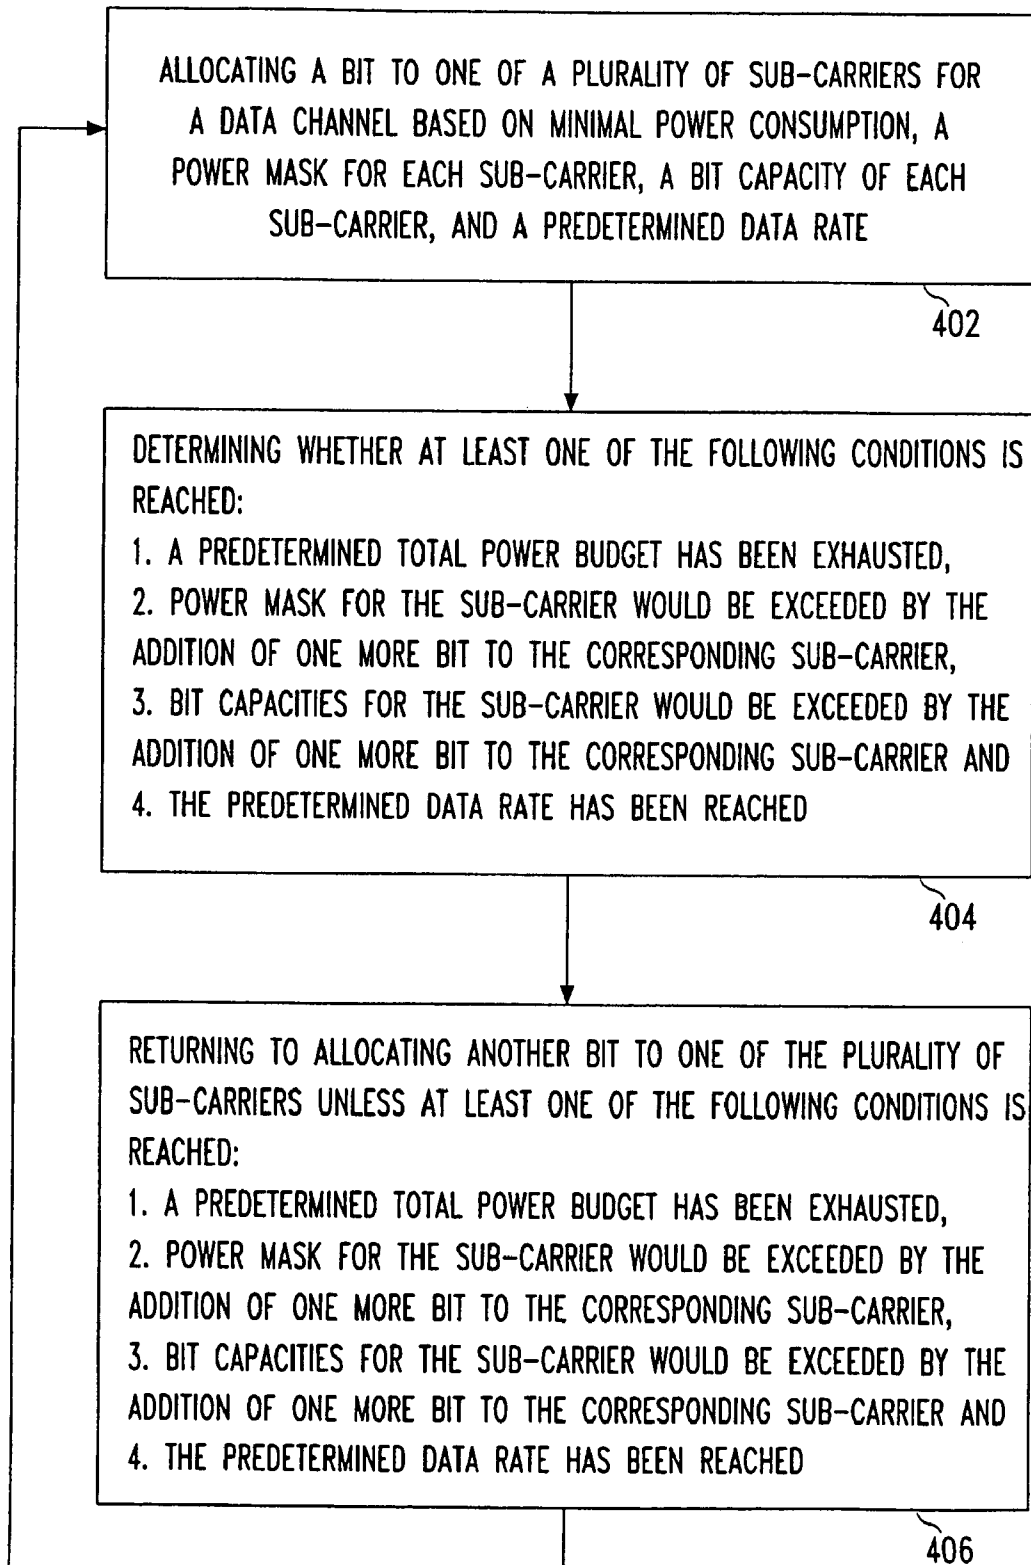 ALLOCATING A BIT TO ONE OF A PLURALITY OF SUB-CARRIERS FOR
A DATA CHANNEL BASED ON MINIMAL POWER CONSUMPTION, A
POWER MASK FOR EACH SUB-CARRIER, A BIT CAPACITY OF EACH
SUB-CARRIER, AND A PREDETERMINED DATA RATE
402
DETERMINING WHETHER AT LEAST ONE OF THE FOLLOWING CONDITIONS IS
REACHED:
1. A PREDETERMINED TOTAL POWER BUDGET HAS BEEN EXHAUSTED,
2. POWER MASK FOR THE SUB-CARRIER WOULD BE EXCEEDED BY THE
ADDITION OF ONE MORE BIT TO THE CORRESPONDING SUB-CARRIER,
3. BIT CAPACITIES FOR THE SUB-CARRIER WOULD BE EXCEEDED BY THE
ADDITION OF ONE MORE BIT TO THE CORRESPONDING SUB-CARRIER AND
4. THE PREDETERMINED DATA RATE HAS BEEN REACHED
404
RETURNING TO ALLOCATING ANOTHER BIT TO ONE OF THE PLURALITY OF
SUB-CARRIERS UNLESS AT LEAST ONE OF THE FOLLOWING CONDITIONS IS
REACHED:
1. A PREDETERMINED TOTAL POWER BUDGET HAS BEEN EXHAUSTED,
2. POWER MASK FOR THE SUB-CARRIER WOULD BE EXCEEDED BY THE
ADDITION OF ONE MORE BIT TO THE CORRESPONDING SUB-CARRIER,
3. BIT CAPACITIES FOR THE SUB-CARRIER WOULD BE EXCEEDED BY THE
ADDITION OF ONE MORE BIT TO THE CORRESPONDING SUB-CARRIER AND
4. THE PREDETERMINED DATA RATE HAS BEEN REACHED
406